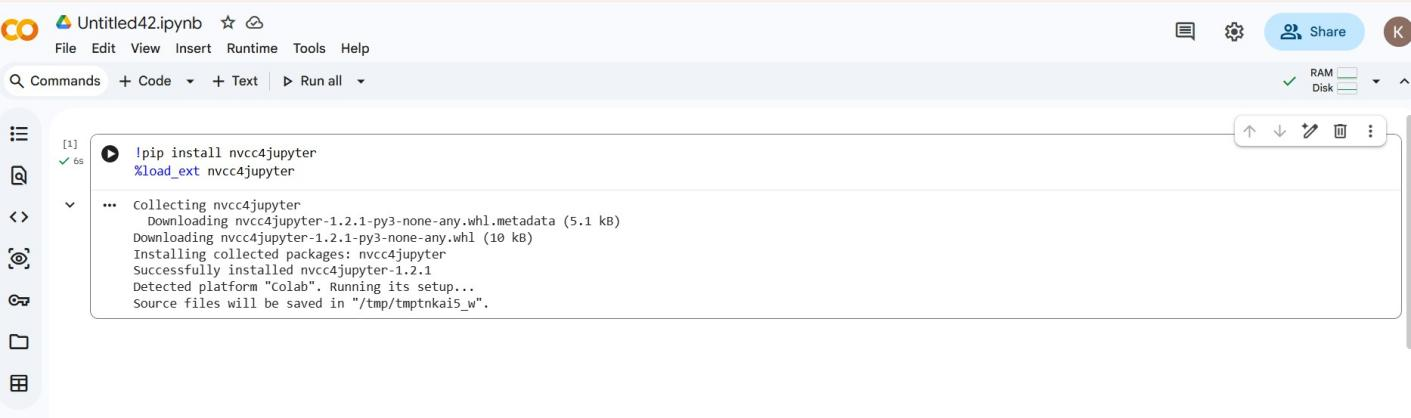 Untitled42.ipynb
File Edit View Insert Runtime Tools Help
Share
K
Commands + Code + Text Run all
RAM
Disk
[1]
6s
!pip install nvcc4jupyter
%load_ext nvcc4jupyter
Collecting nvcc4jupyter
  Downloading nvcc4jupyter-1.2.1-py3-none-any.whl.metadata (5.1 kB)
Downloading nvcc4jupyter-1.2.1-py3-none-any.whl (10 kB)
Installing collected packages: nvcc4jupyter
Successfully installed nvcc4jupyter-1.2.1
Detected platform "Colab". Running its setup...
Source files will be saved in "/tmp/tmptnkai5_w".